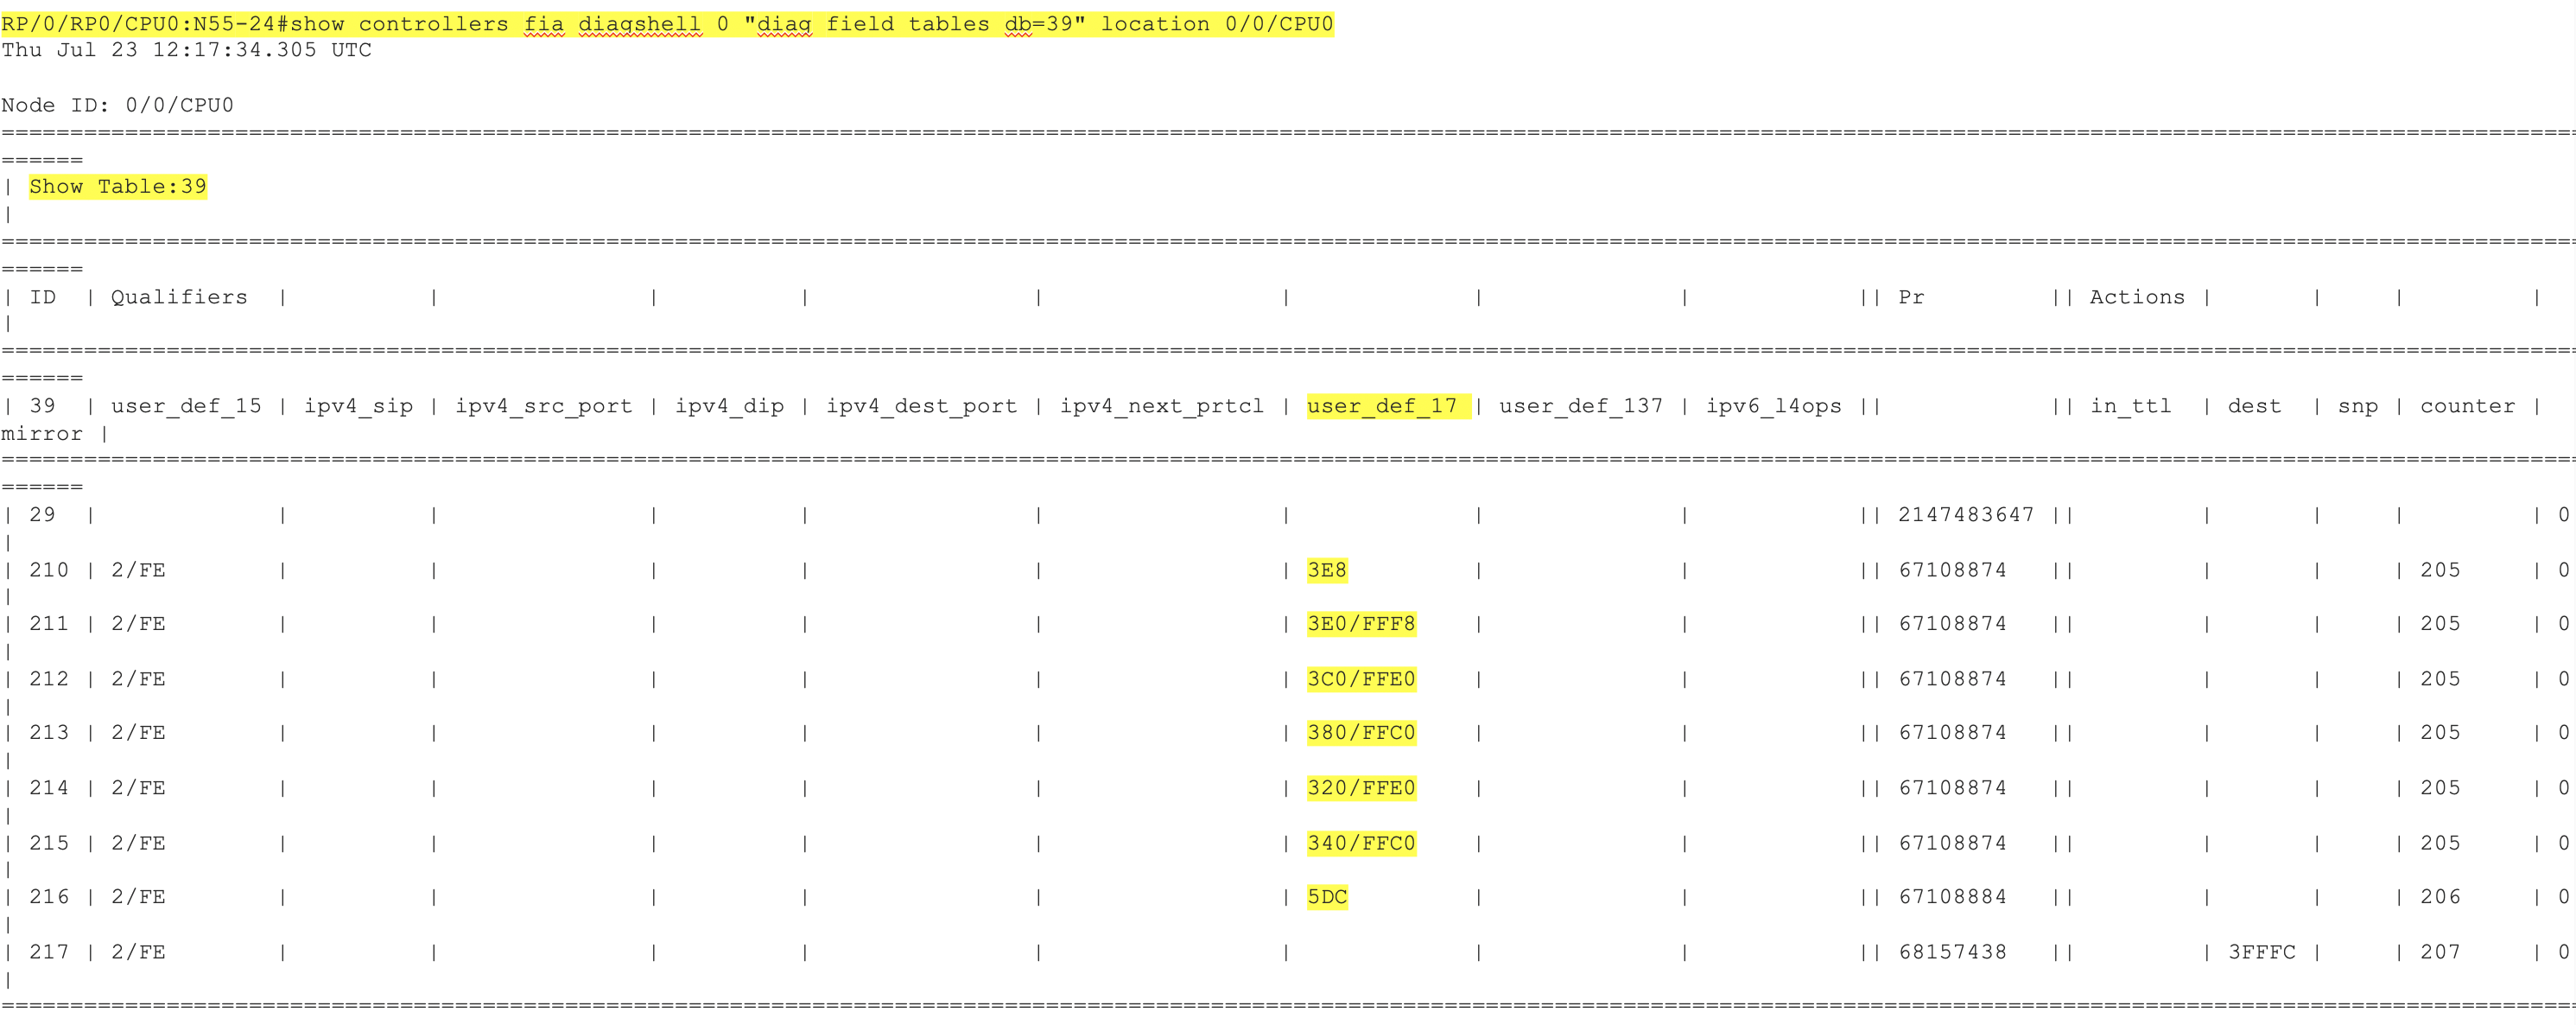 RP/0/RP0/CPU0:N55-24#show controllers fia diagshell 0 "diag field tables db=39" location 0/0/CPU0
Thu Jul 23 12:17:34.305 UTC
Node ID: 0/0/CPU0
======
| Show Table:39
|
======
| ID | Qualifiers | | | | | | | | || Pr || Actions | | | |
|
======
| 39 | user_def_15 | ipv4_sip | ipv4_src_port | ipv4_dip | ipv4_dest_port | ipv4_next_prtcl | user_def_17 | user_def_137 | ipv6_l4ops || || in_ttl | dest | snp | counter |
mirror |
======
| 29 | | | | | | | | | || 2147483647 || | | | | 0
|
| 210 | 2/FE | | | | | | 3E8 | | || 67108874 || | | | 205 | 0
|
| 211 | 2/FE | | | | | | 3E0/FFF8 | | || 67108874 || | | | 205 | 0
|
| 212 | 2/FE | | | | | | 3C0/FFE0 | | || 67108874 || | | | 205 | 0
|
| 213 | 2/FE | | | | | | 380/FFC0 | | || 67108874 || | | | 205 | 0
|
| 214 | 2/FE | | | | | | 320/FFE0 | | || 67108874 || | | | 205 | 0
|
| 215 | 2/FE | | | | | | 340/FFC0 | | || 67108874 || | | | 205 | 0
|
| 216 | 2/FE | | | | | | 5DC | | || 67108884 || | | | 206 | 0
|
| 217 | 2/FE | | | | | | | | || 68157438 || | 3FFFC | | 207 | 0
|